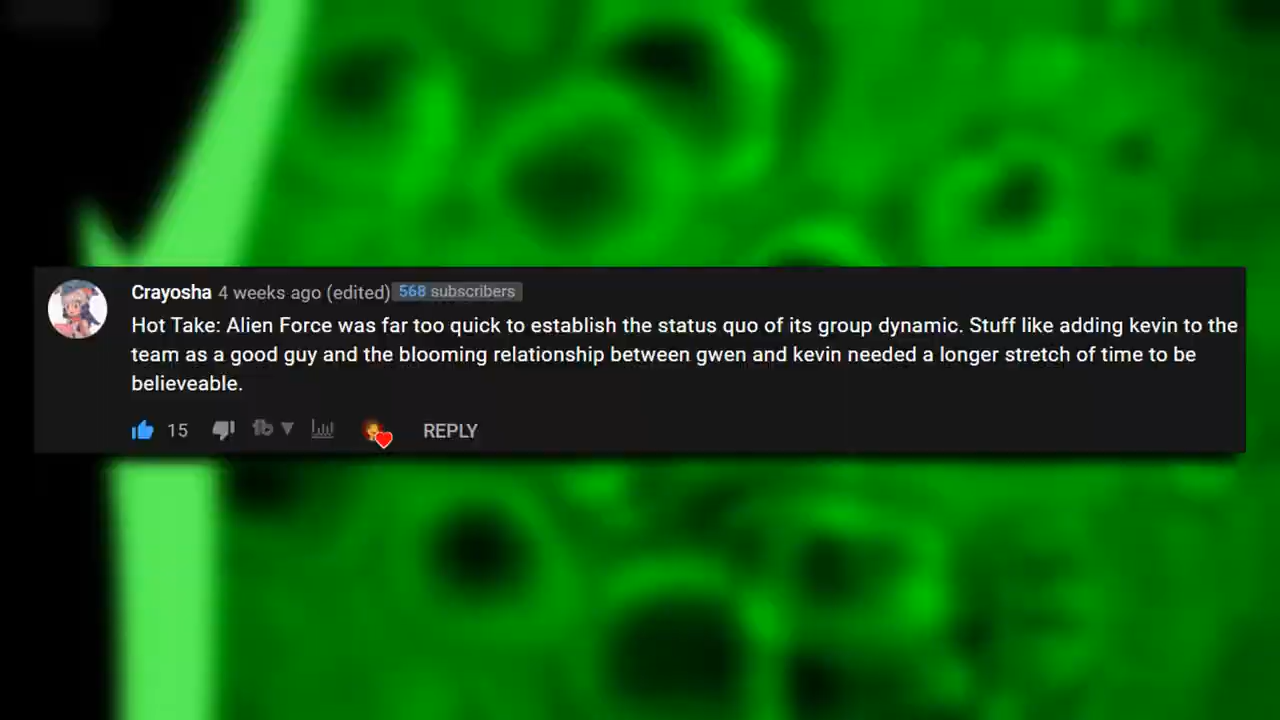 Crayosha 4 weeks ago (edited) 568 subscribers
Hot Take: Alien Force was far too quick to establish the status quo of its group dynamic. Stuff like adding kevin to the
team as a good guy and the blooming relationship between gwen and kevin needed a longer stretch of time to be
believeable.
15 REPLY